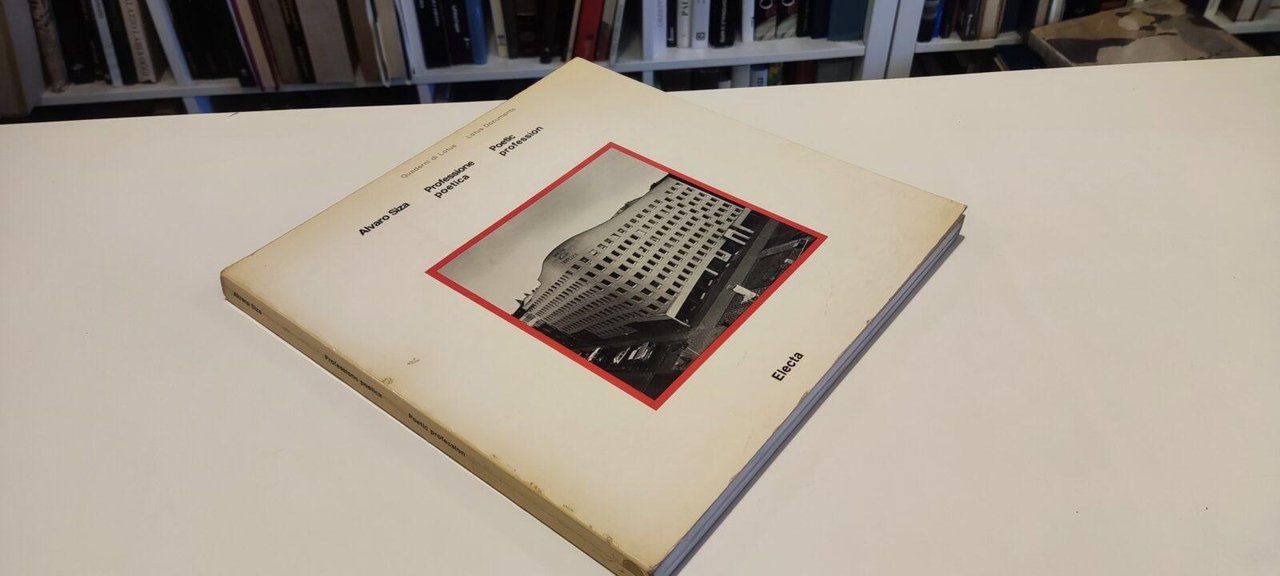 Quaderni di Lotus
Lotus Documents
Alvaro Siza
Professione
poetica
Poetic
profession
Electa
Alvaro Siza
Professione poetica
Poetic profession